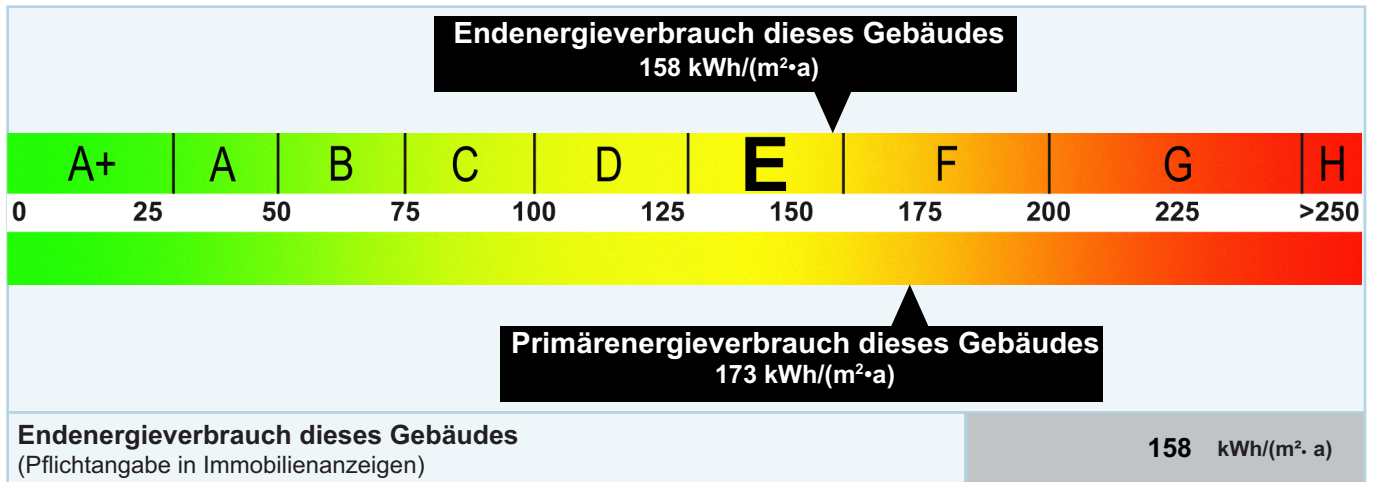 Endenergieverbrauch dieses Gebäudes
158 kWh/(m²•a)
A+ A B C D E F G H
0 25 50 75 100 125 150 175 200 225 >250
Primärenergieverbrauch dieses Gebäudes
173 kWh/(m²•a)
Endenergieverbrauch dieses Gebäudes
(Pflichtangabe in Immobilienanzeigen)
158 kWh/(m²· a)